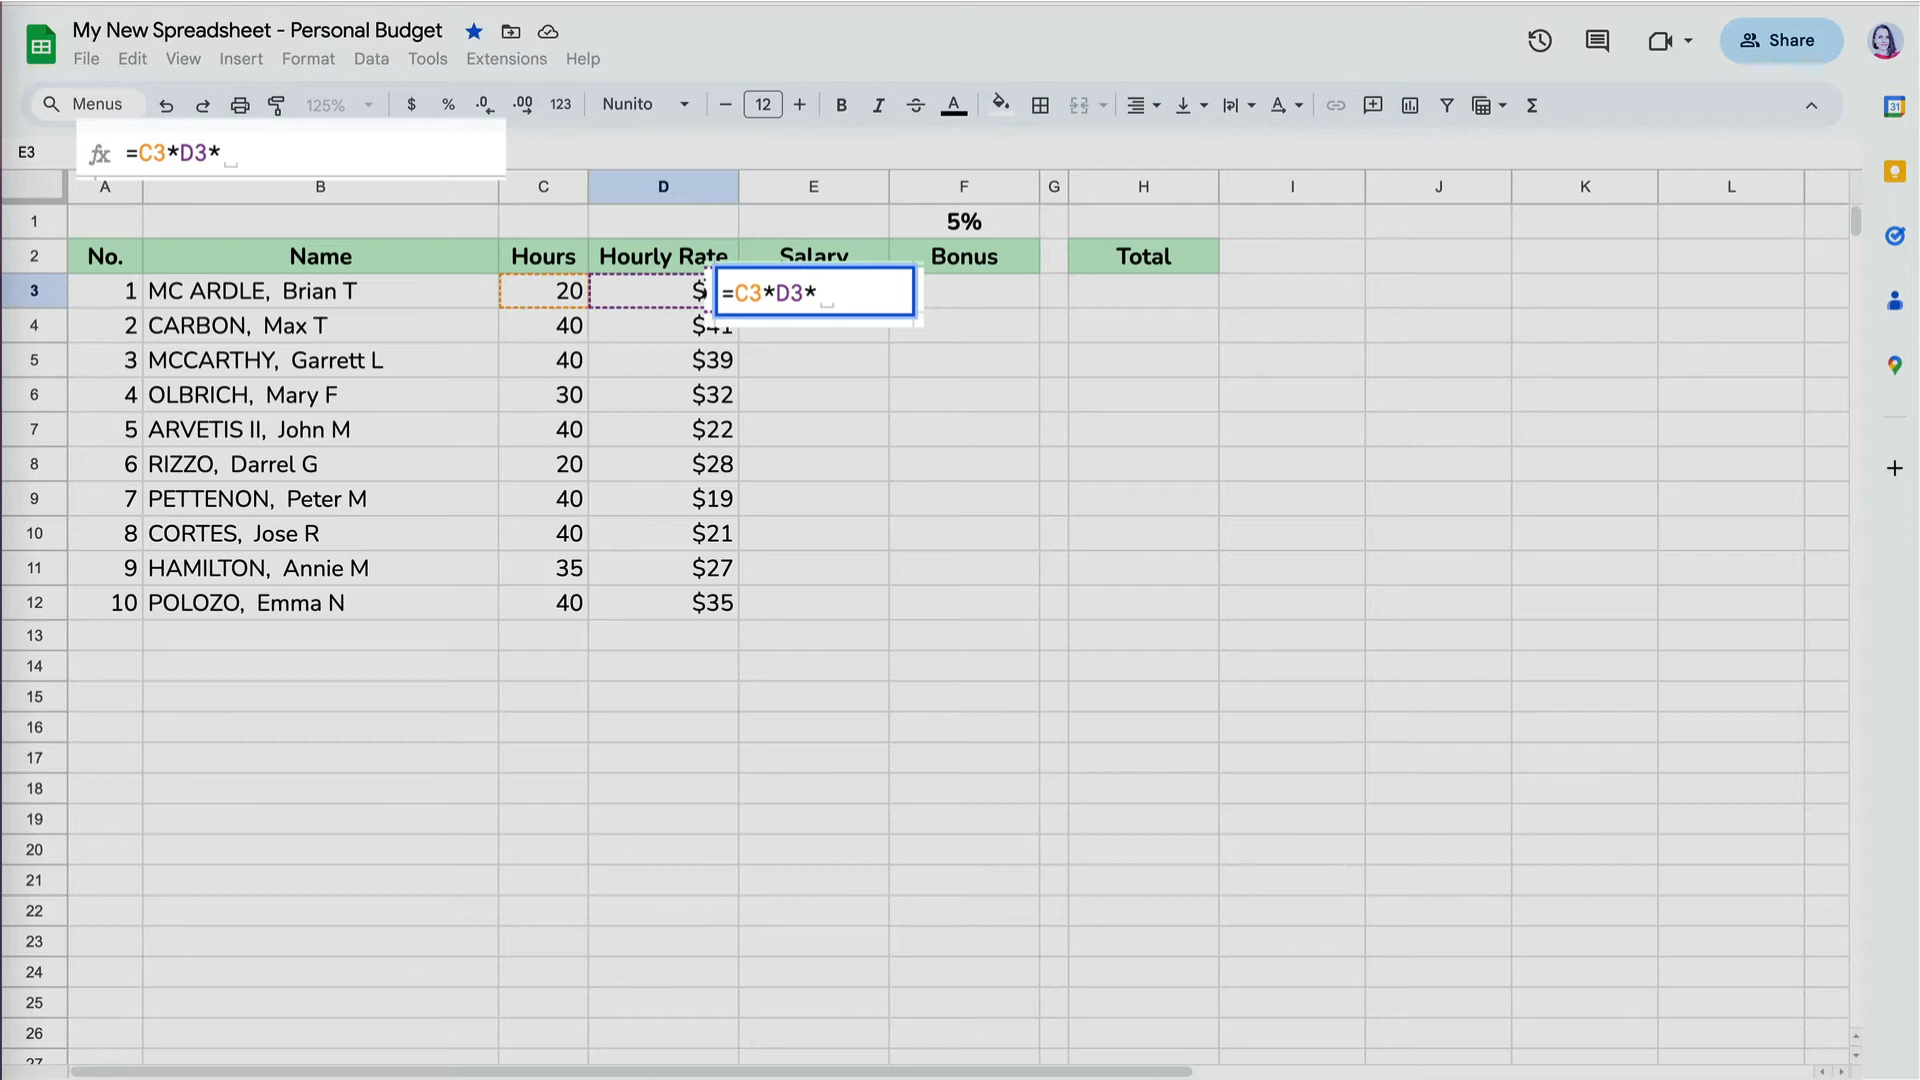 My New Spreadsheet - Personal Budget
File Edit View Insert Format Data Tools Extensions Help
Share
Menus 125% $ % .0 .00 123 Nunito 12 B I A Σ
31
E3 fx =C3*D3*
A B C D E F G H I J K L
1 5%
2 No. Name Hours Hourly Rate Salary Bonus Total
3 1 MC ARDLE, Brian T 20 $ =C3*D3*
4 2 CARBON, Max T 40 $41
5 3 MCCARTHY, Garrett L 40 $39
6 4 OLBRICH, Mary F 30 $32
7 5 ARVETIS II, John M 40 $22
8 6 RIZZO, Darrel G 20 $28
9 7 PETTENON, Peter M 40 $19
10 8 CORTES, Jose R 40 $21
11 9 HAMILTON, Annie M 35 $27
12 10 POLOZO, Emma N 40 $35
13
14
15
16
17
18
19
20
21
22
23
24
25
26
27